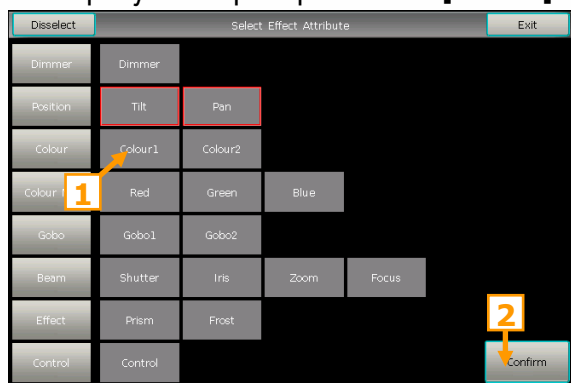 Disselect Select Effect Attribute Exit
Dimmer Dimmer
Position Tilt Pan
Colour Colour1 Colour2
1
Colour Red Green Blue
Gobo Gobo1 Gobo2
Beam Shutter Iris Zoom Focus
Effect Prism Frost
2
Control Control Confirm